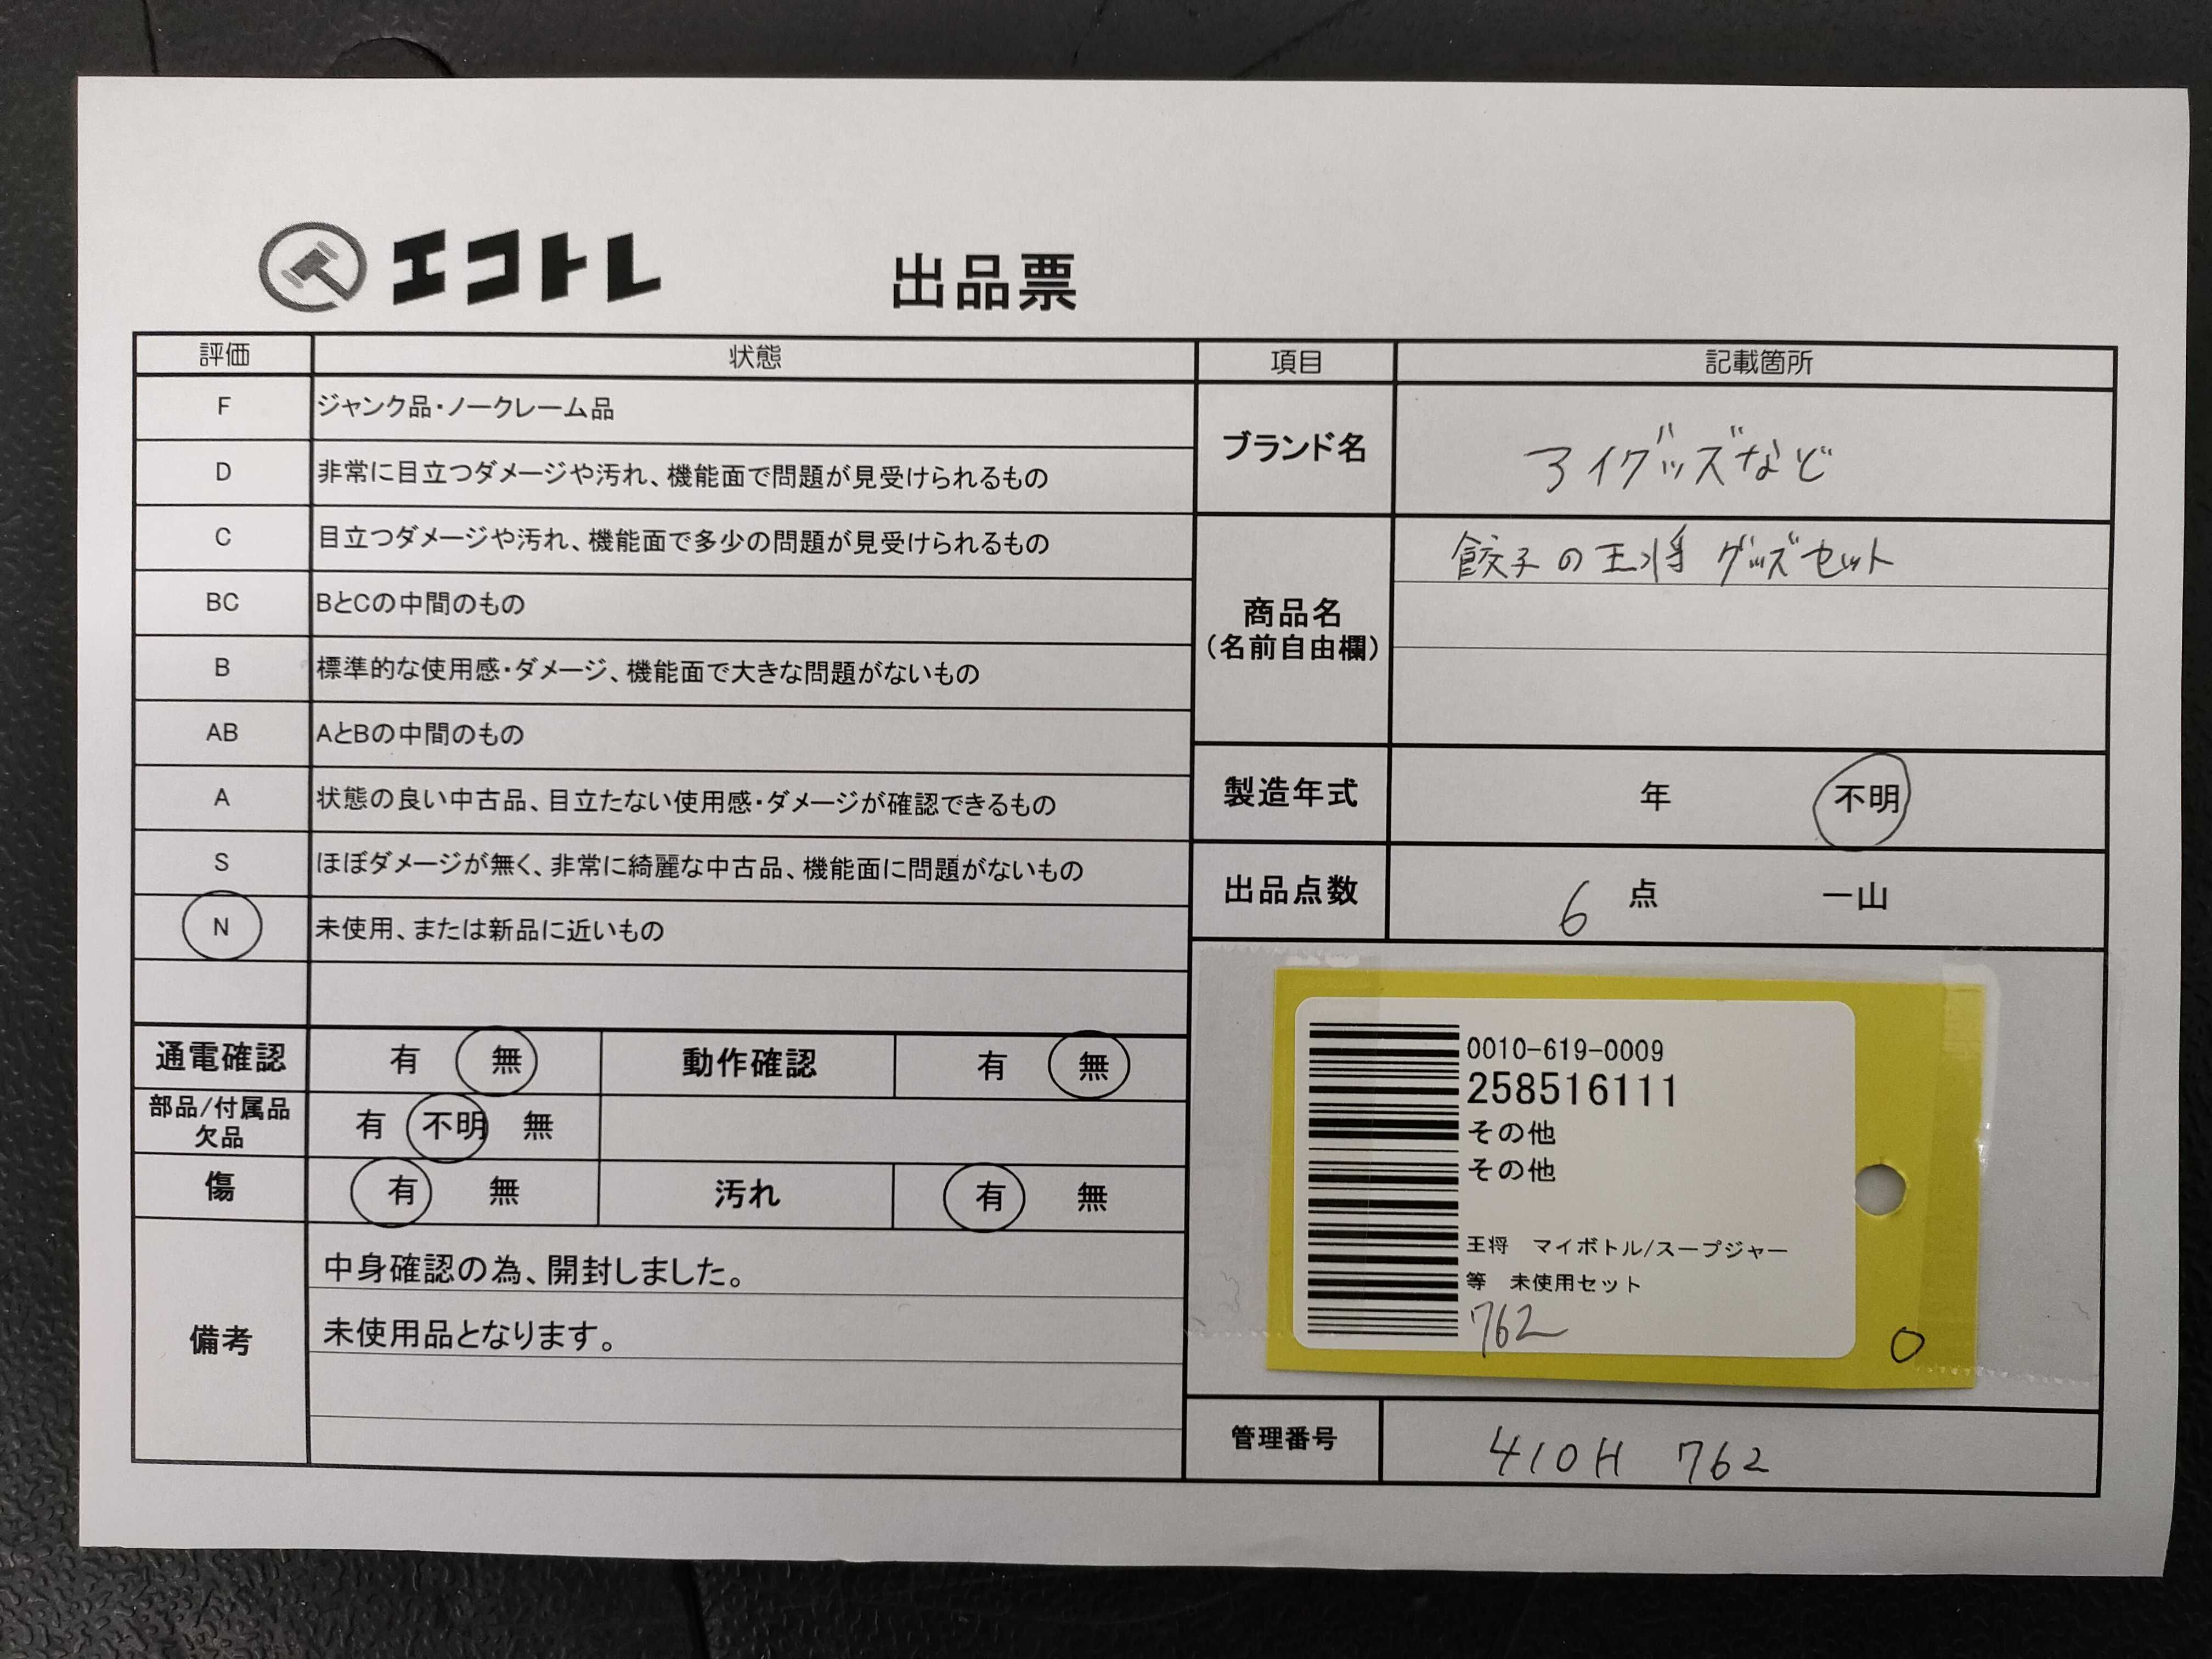 エコトレ 出品票
評価 状態
F ジャンク品・ノークレーム品
D 非常に目立つダメージや汚れ、機能面で問題が見受けられるもの
C 目立つダメージや汚れ、機能面で多少の問題が見受けられるもの
BC BとCの中間のもの
B 標準的な使用感・ダメージ、機能面で大きな問題がないもの
AB AとBの中間のもの
A 状態の良い中古品、目立たない使用感・ダメージが確認できるもの
S ほぼダメージが無く、非常に綺麗な中古品、機能面に問題がないもの
N 未使用、または新品に近いもの
通電確認 有 無 動作確認 有 無
部品/付属品
欠品 有 不明 無
傷 有 無 汚れ 有 無
備考
中身確認の為、開封しました。
未使用品となります。
項目 記載箇所
ブランド名 アイグッズなど
商品名
(名前自由欄)
餃子の王将 グッズセット
製造年式 年 不明
出品点数 6 点 一山
0010-619-0009
258516111
その他
その他
王将 マイボトル/スープジャー
等 未使用セット
762
0
管理番号 410H 762